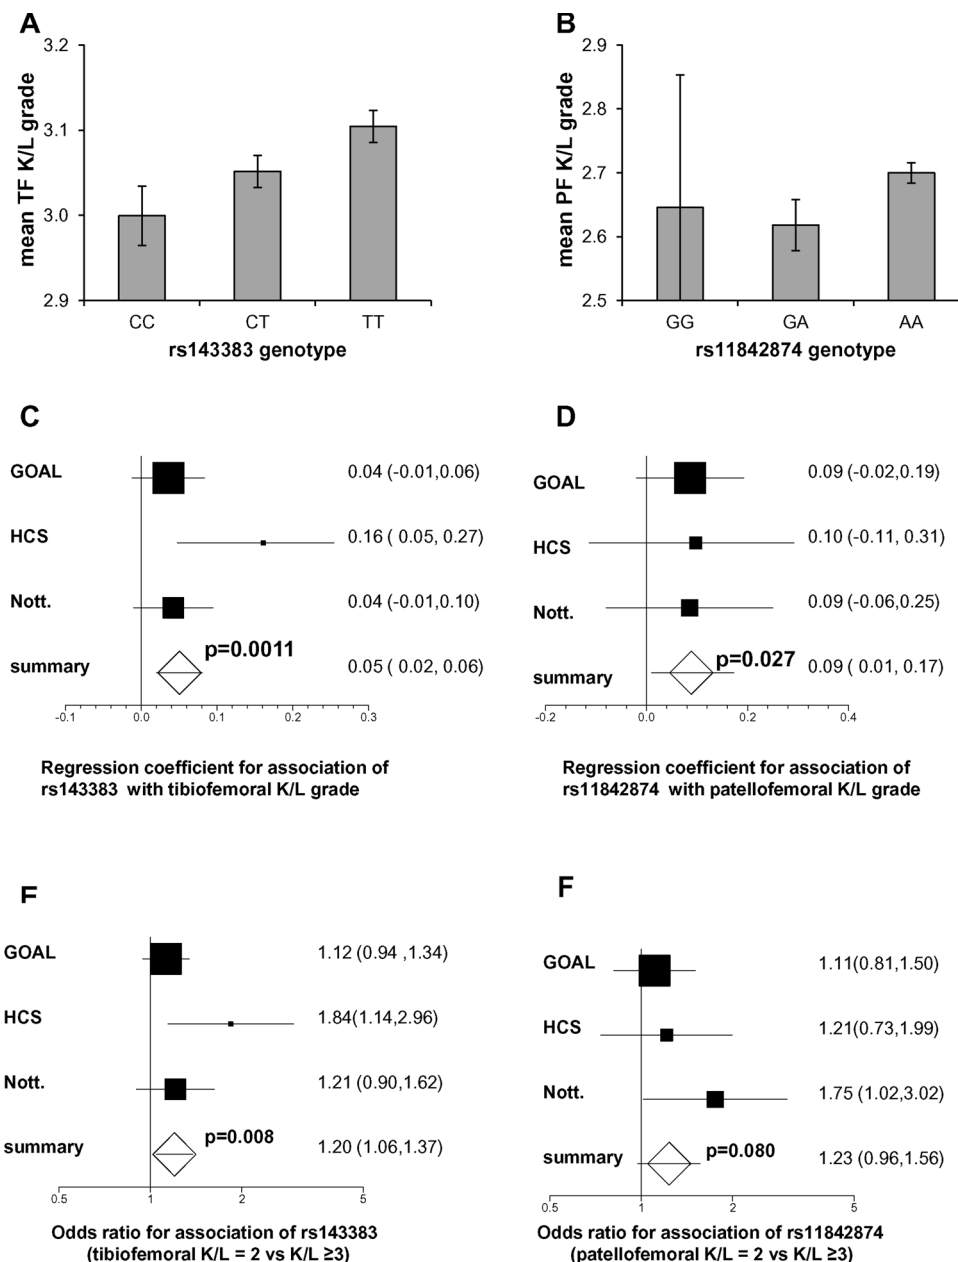 A
mean TF K/L grade
3.2
3.1
3.0
2.9
CC CT TT
rs143383 genotype
B
mean PF K/L grade
2.9
2.8
2.7
2.6
2.5
GG GA AA
rs11842874 genotype
C
GOAL 0.04 (-0.01,0.06)
HCS 0.16 ( 0.05, 0.27)
Nott. 0.04 (-0.01,0.10)
summary p=0.0011 0.05 ( 0.02, 0.06)
-0.1 0.0 0.1 0.2 0.3
Regression coefficient for association of
rs143383 with tibiofemoral K/L grade
D
GOAL 0.09 (-0.02,0.19)
HCS 0.10 (-0.11, 0.31)
Nott. 0.09 (-0.06,0.25)
summary p=0.027 0.09 ( 0.01, 0.17)
-0.2 0.0 0.2 0.4
Regression coefficient for association of
rs11842874 with patellofemoral K/L grade
GOAL 1.12 (0.94 ,1.34)
HCS 1.84(1.14,2.96)
Nott. 1.21 (0.90,1.62)
summary p=0.008 1.20 (1.06,1.37)
0.5 1 2 5
Odds ratio for association of rs143383
(tibiofemoral K/L = 2 vs K/L ≥3)
F
GOAL 1.11(0.81,1.50)
HCS 1.21(0.73,1.99)
Nott. 1.75 (1.02,3.02)
summary p=0.080 1.23 (0.96,1.56)
0.5 1 2 5
Odds ratio for association of rs11842874
(patellofemoral K/L = 2 vs K/L ≥3)